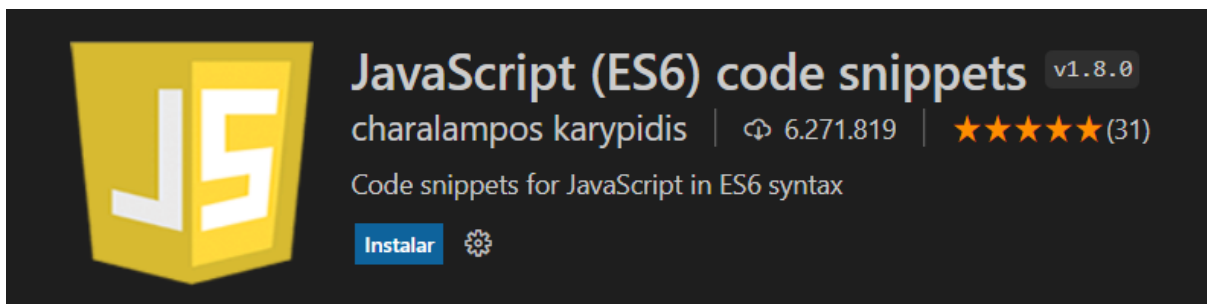 JS
JavaScript (ES6) code snippets v1.8.0
charalampos karypidis 6.271.819 (31)
Code snippets for JavaScript in ES6 syntax
Instalar